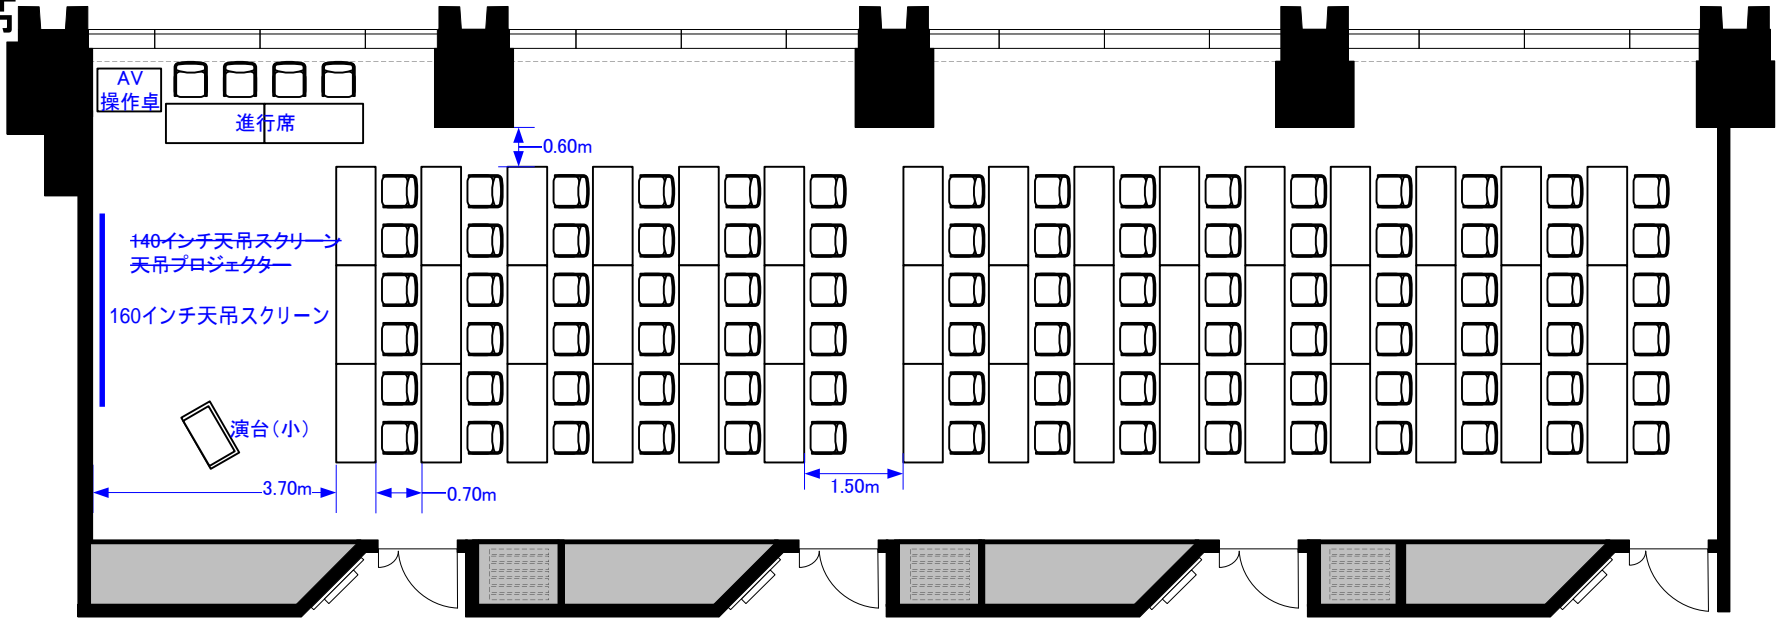 AV
操作卓
進行席
0.60m
140インチ天吊スクリーン
天吊プロジェクター
160インチ天吊スクリーン
演台(小)
3.70m
0.70m
1.50m